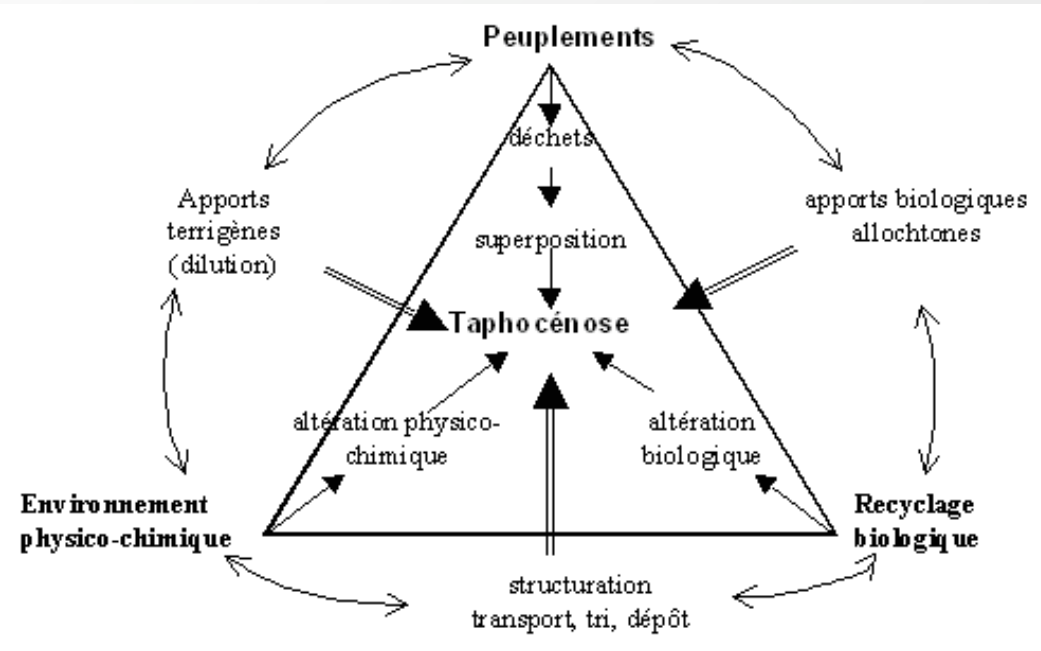 Peuplements
déchets
Apports
terrigènes
(dilution)
apports biologiques
allochtones
superposition
Taphocénose
altération physico-
chimique
altération
biologique
Environnement
physico-chimique
Recyclage
biologique
structuration
transport, tri, dépôt